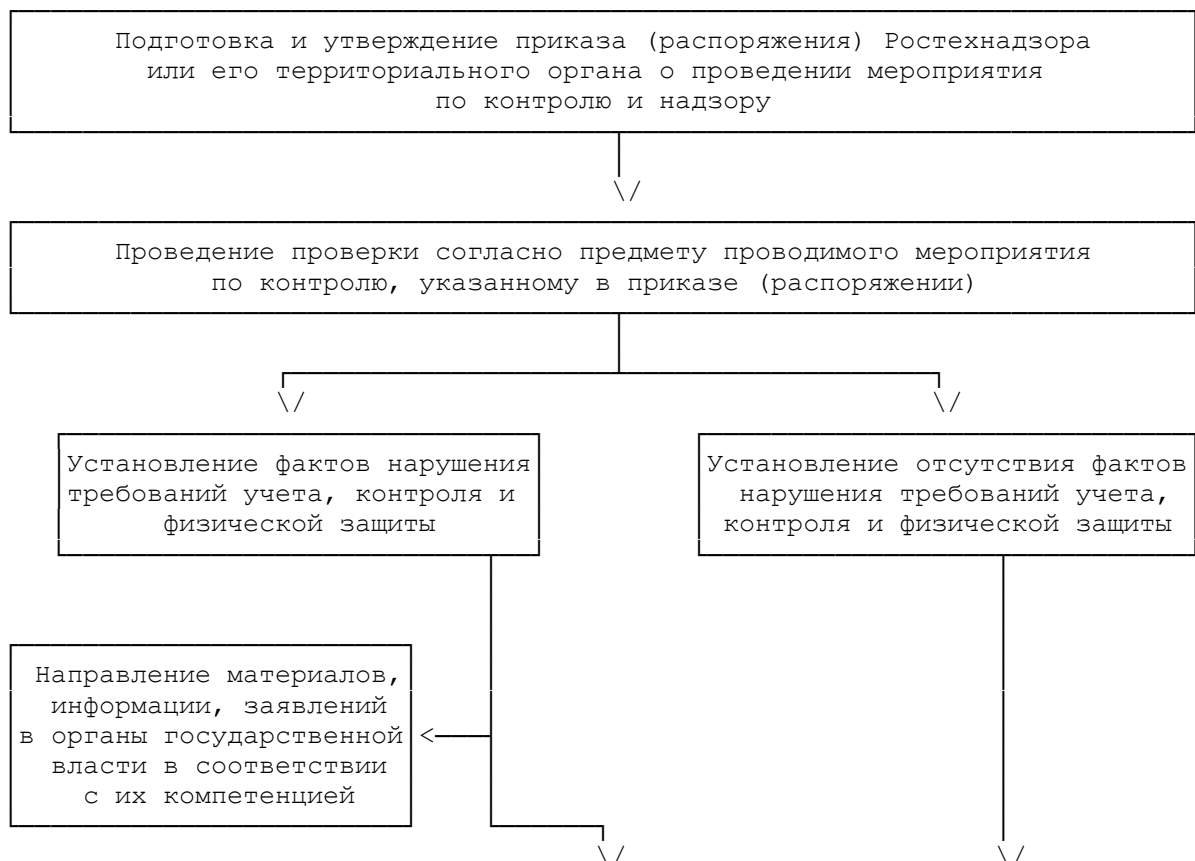 Подготовка и утверждение приказа (распоряжения) Ростехнадзора
или его территориального органа о проведении мероприятия
по контролю и надзору
Проведение проверки согласно предмету проводимого мероприятия
по контролю, указанному в приказе (распоряжении)
Установление фактов нарушения
требований учета, контроля и
физической защиты
Установление отсутствия фактов
нарушения требований учета,
контроля и физической защиты
Направление материалов,
информации, заявлений
в органы государственной
власти в соответствии
с их компетенцией